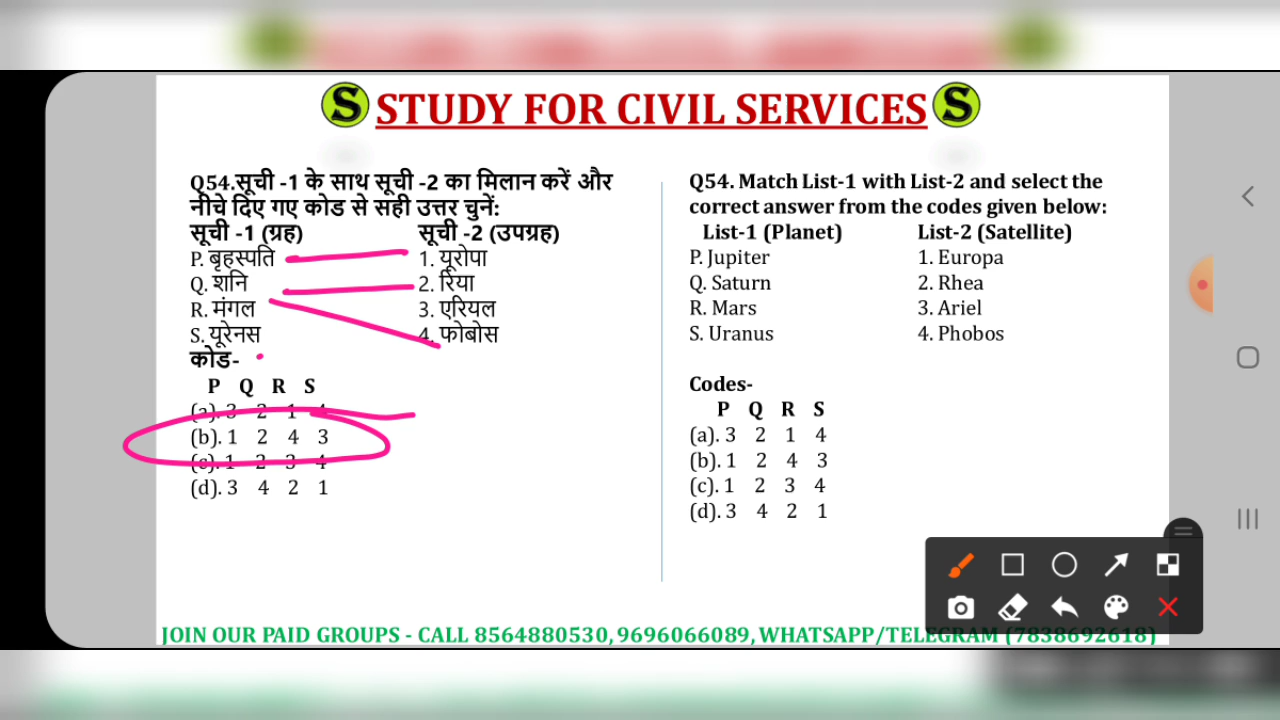 STUDY FOR CIVIL SERVICES
Q54.सूची -1 के साथ सूची -2 का मिलान करें और
नीचे दिए गए कोड से सही उत्तर चुनें:
सूची -1 (ग्रह) सूची -2 (उपग्रह)
P. बृहस्पति 1. यूरोपा
Q. शनि 2. रिया
R. मंगल 3. एरियल
S. यूरेनस 4. फोबोस
कोड-
P Q R S
(a). 3 2 1 4
(b). 1 2 4 3
(c). 1 2 3 4
(d). 3 4 2 1
Q54. Match List-1 with List-2 and select the
correct answer from the codes given below:
List-1 (Planet) List-2 (Satellite)
P. Jupiter 1. Europa
Q. Saturn 2. Rhea
R. Mars 3. Ariel
S. Uranus 4. Phobos
Codes-
P Q R S
(a). 3 2 1 4
(b). 1 2 4 3
(c). 1 2 3 4
(d). 3 4 2 1
JOIN OUR PAID GROUPS - CALL 8564880530, 9696066089, WHATSAPP/TELEGRAM (7838692618)